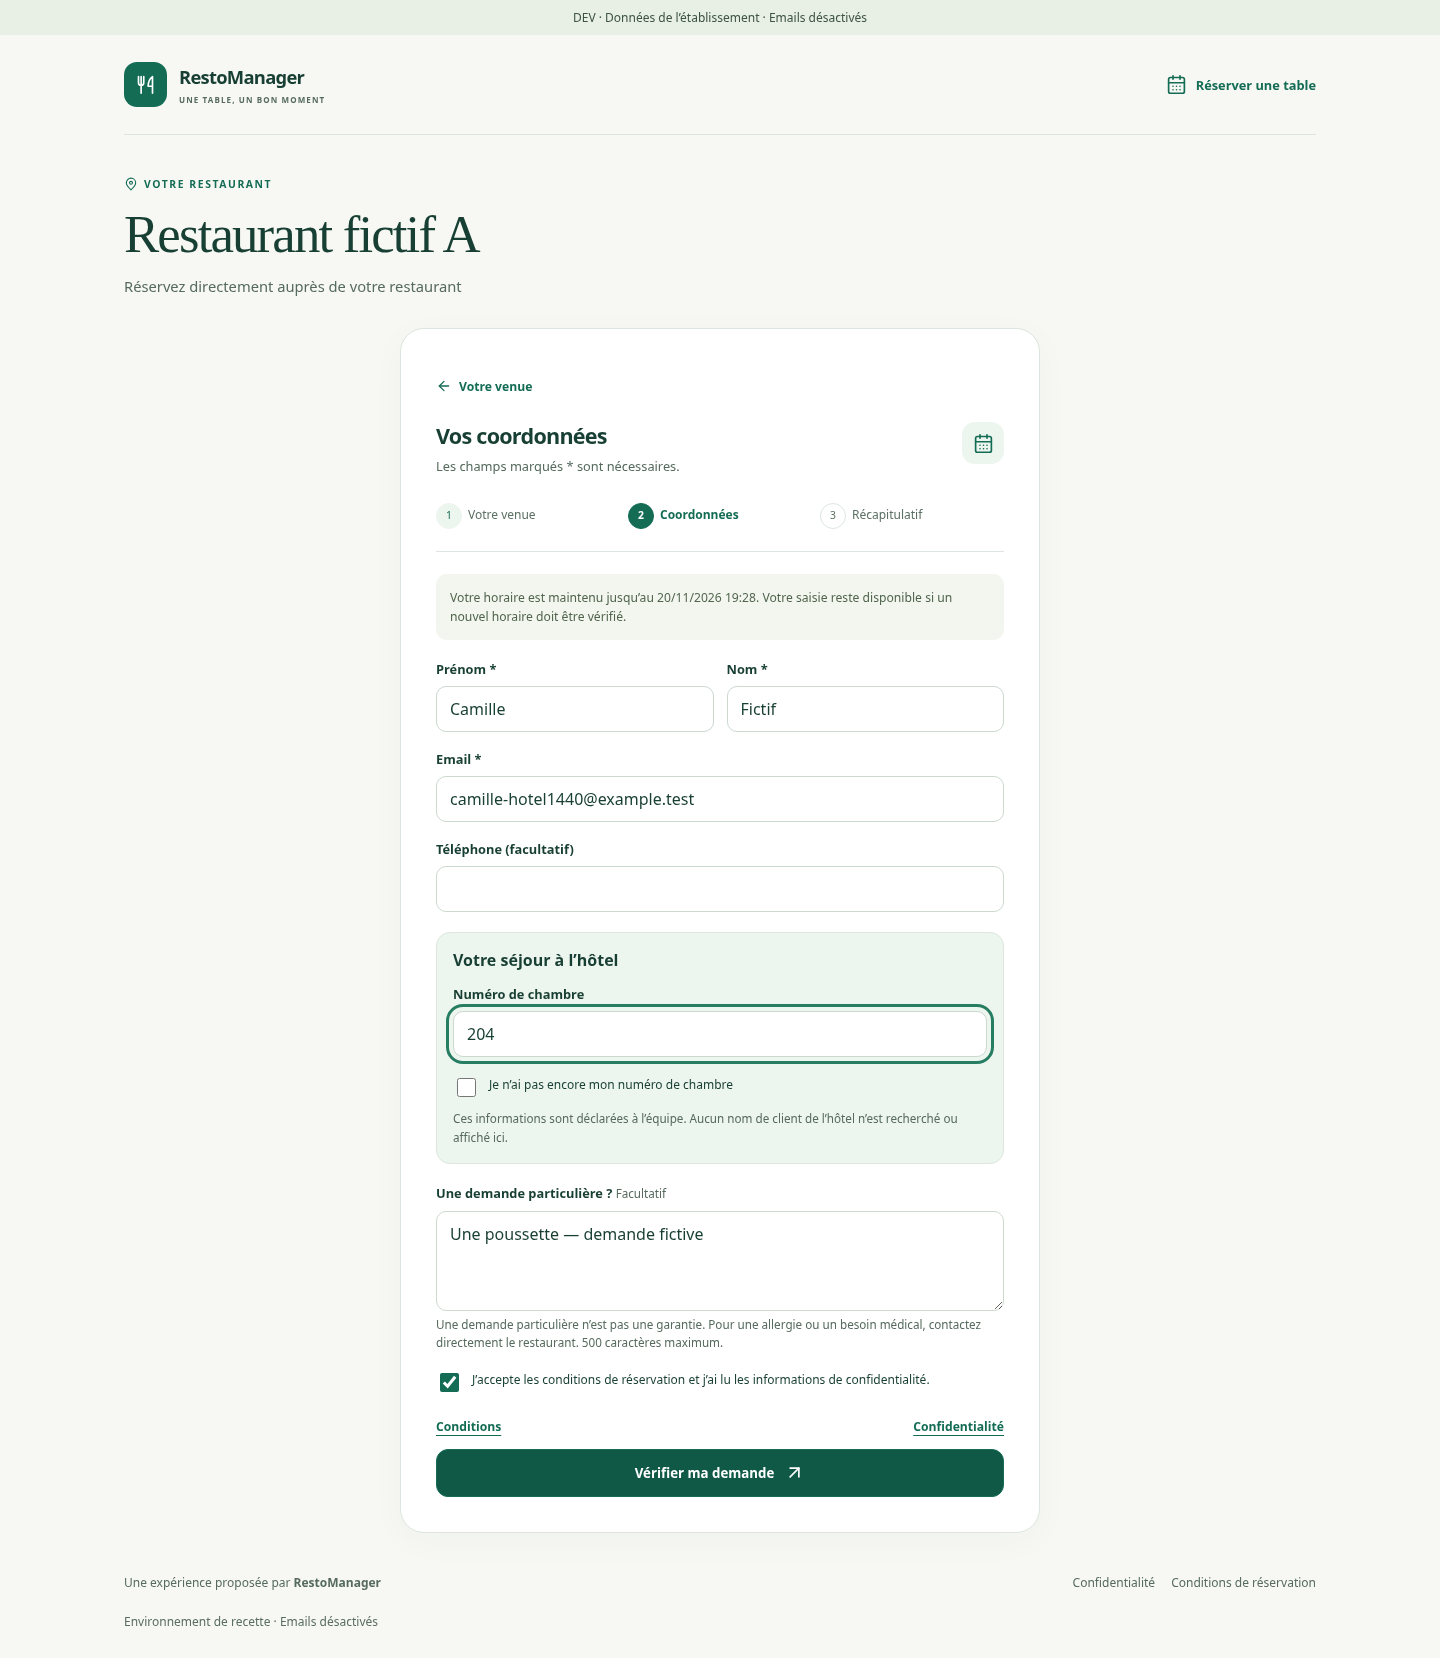 DEV · Données de l’établissement · Emails désactivés
RestoManager
UNE TABLE, UN BON MOMENT
Réserver une table
VOTRE RESTAURANT
Restaurant fictif A
Réservez directement auprès de votre restaurant
Votre venue
Vos coordonnées
Les champs marqués * sont nécessaires.
1 Votre venue
2 Coordonnées
3 Récapitulatif
Votre horaire est maintenu jusqu’au 20/11/2026 19:28. Votre saisie reste disponible si un
nouvel horaire doit être vérifié.
Prénom *
Nom *
Camille
Fictif
Email *
camille-hotel1440@example.test
Téléphone (facultatif)
Votre séjour à l’hôtel
Numéro de chambre
204
Je n’ai pas encore mon numéro de chambre
Ces informations sont déclarées à l’équipe. Aucun nom de client de l’hôtel n’est recherché ou
affiché ici.
Une demande particulière ? Facultatif
Une poussette — demande fictive
Une demande particulière n’est pas une garantie. Pour une allergie ou un besoin médical, contactez
directement le restaurant. 500 caractères maximum.
J’accepte les conditions de réservation et j’ai lu les informations de confidentialité.
Conditions
Confidentialité
Vérifier ma demande
Une expérience proposée par RestoManager
Confidentialité
Conditions de réservation
Environnement de recette · Emails désactivés